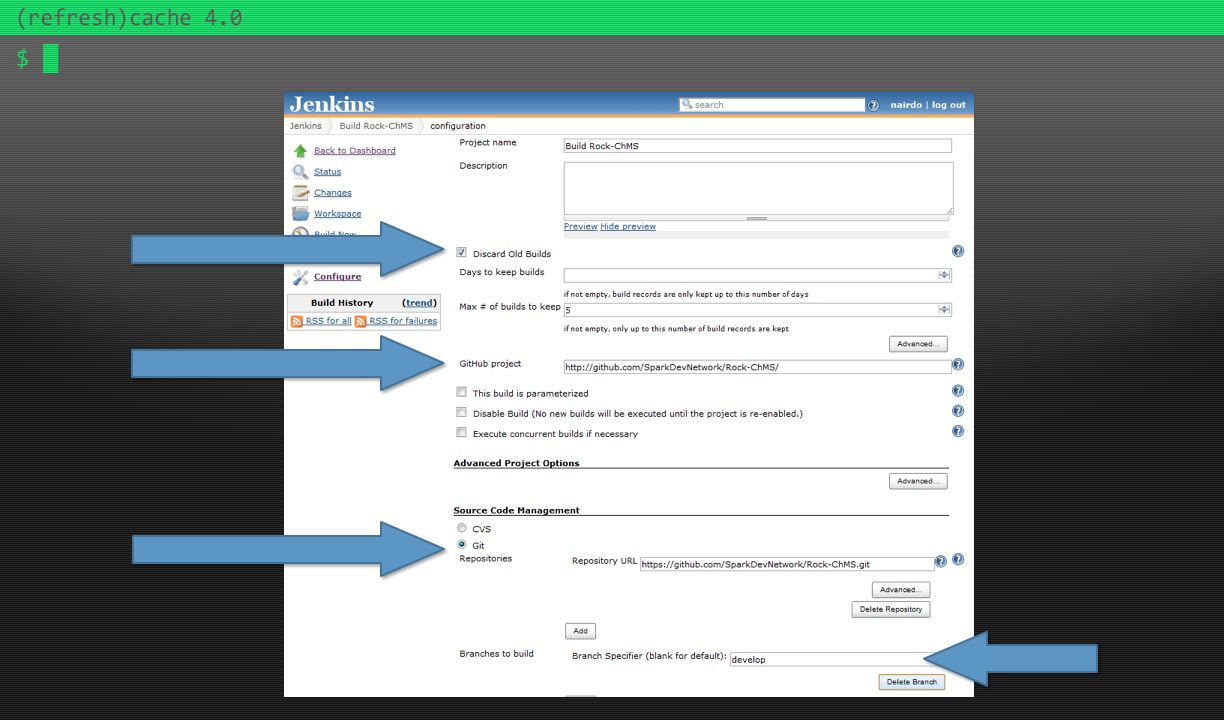 (refresh)cache 4.0
$
Jenkins
search
nairdo | log out
Jenkins
Build Rock-ChMS
configuration
Back to Dashboard
Status
Changes
Workspace
Build Now
Configure
Build History (trend)
RSS for all RSS for failures
Project name
Build Rock-ChMS
Description
Preview Hide preview
Discard Old Builds
Days to keep builds
if not empty, build records are only kept up to this number of days
Max # of builds to keep
5
if not empty, only up to this number of build records are kept
Advanced...
GitHub project
http://github.com/SparkDevNetwork/Rock-ChMS/
This build is parameterized
Disable Build (No new builds will be executed until the project is re-enabled.)
Execute concurrent builds if necessary
Advanced Project Options
Advanced...
Source Code Management
CVS
Git
Repositories
Repository URL
https://github.com/SparkDevNetwork/Rock-ChMS.git
Advanced...
Delete Repository
Add
Branches to build
Branch Specifier (blank for default):
develop
Delete Branch